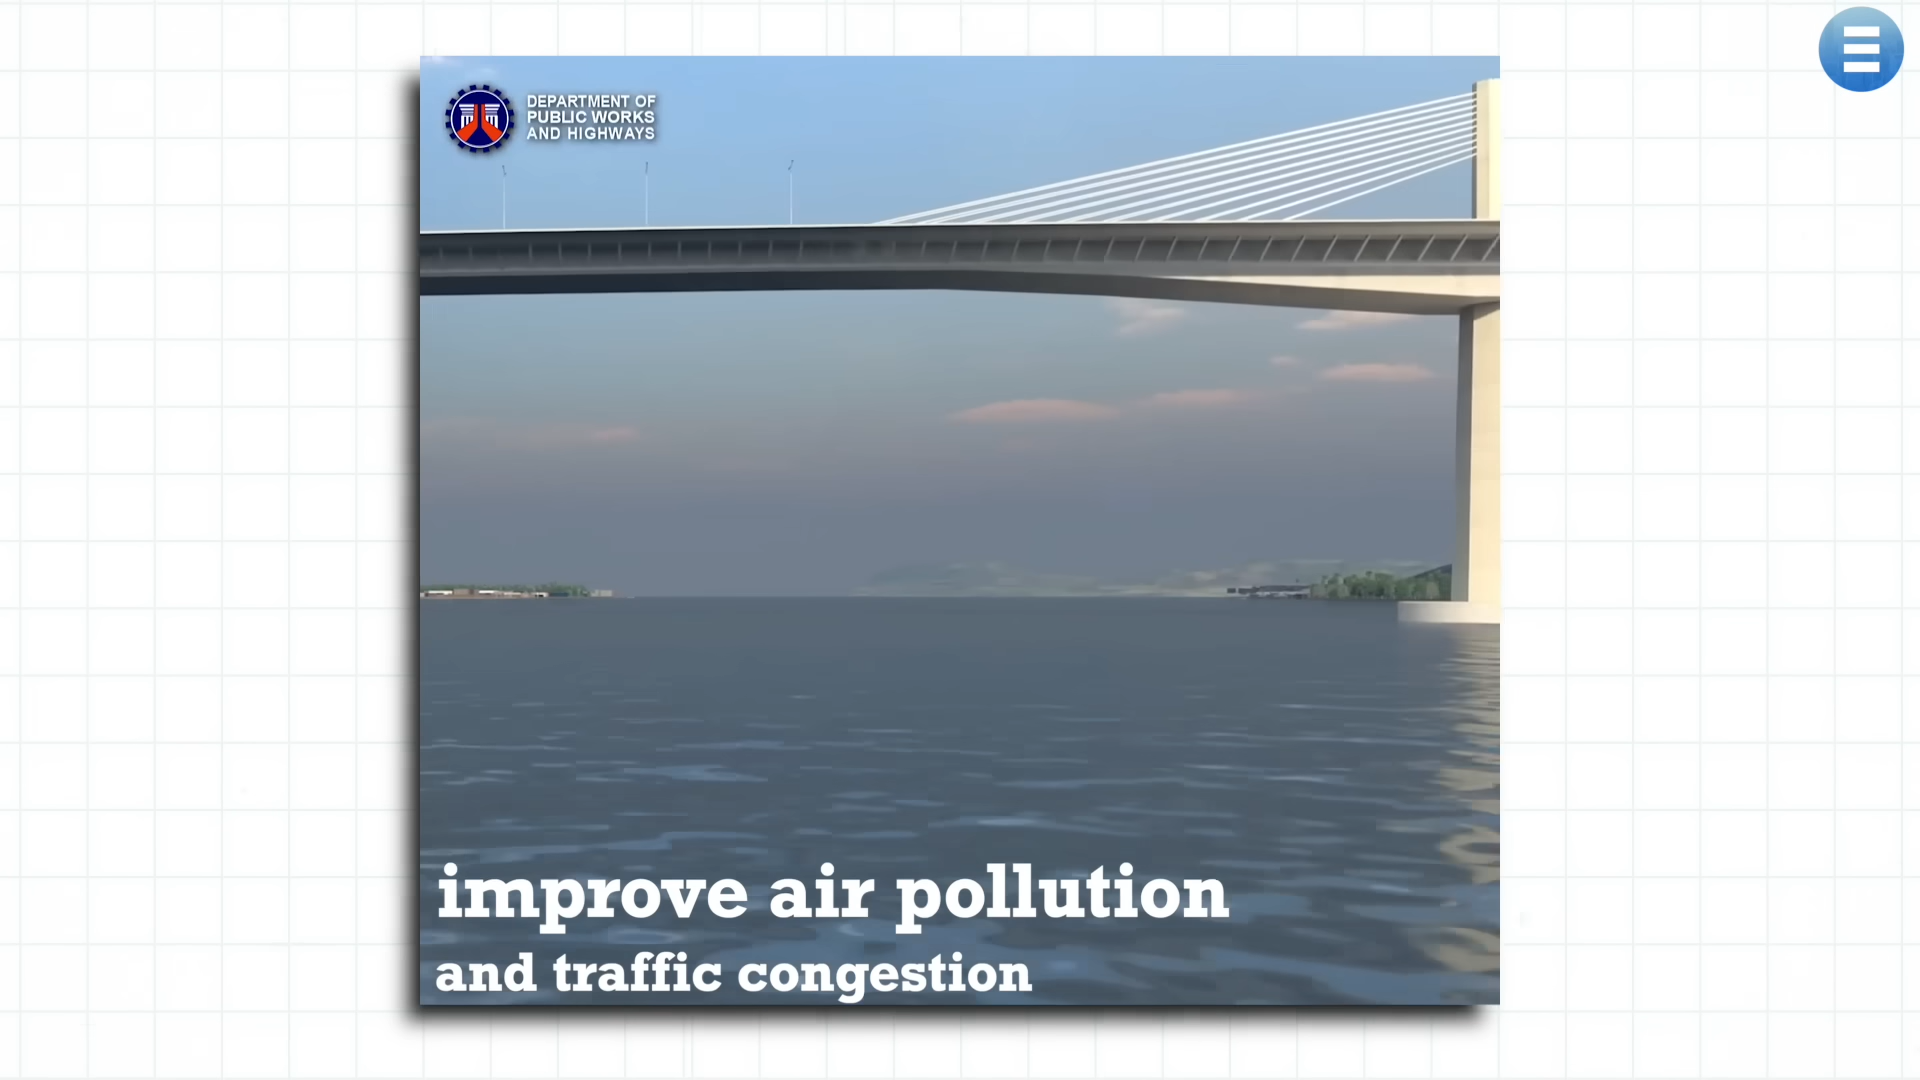 DEPARTMENT OF
PUBLIC WORKS
AND HIGHWAYS
improve air pollution
and traffic congestion